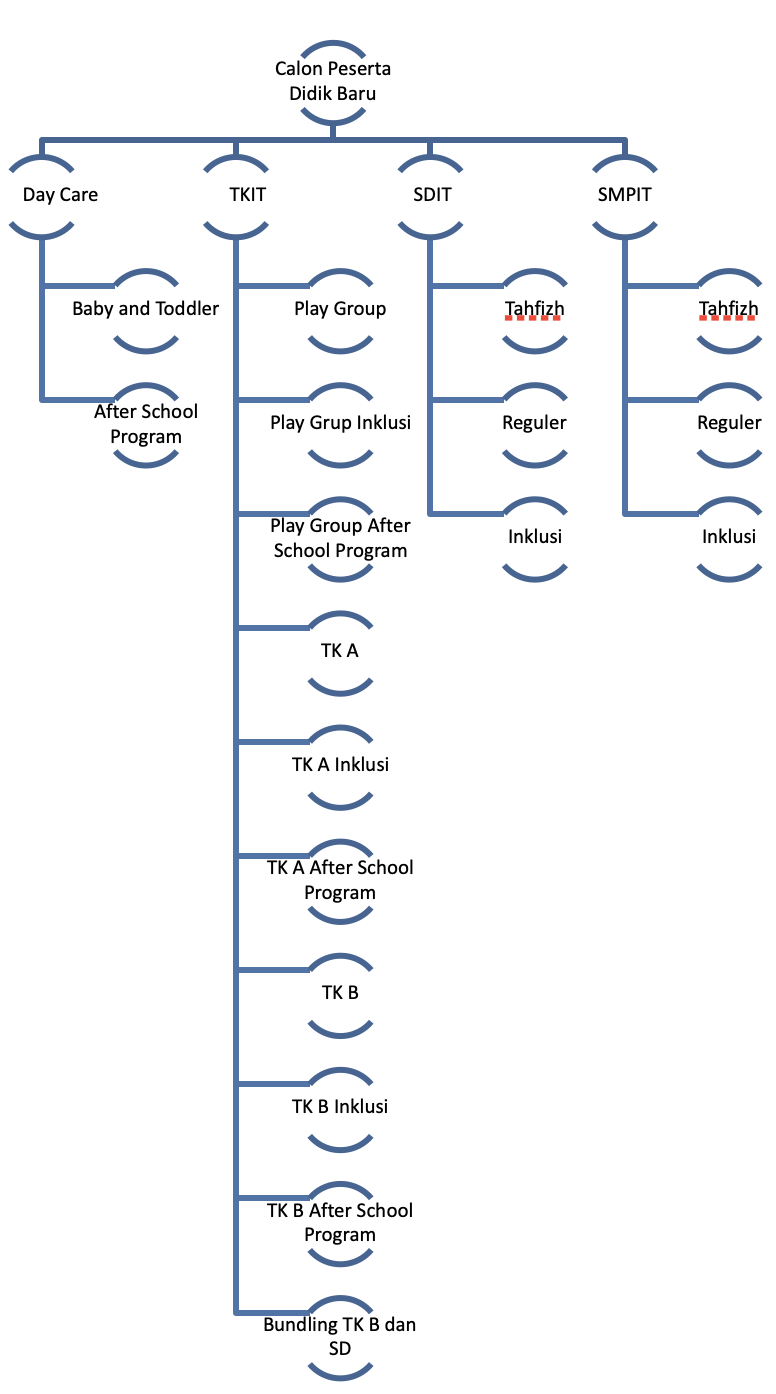 Calon Peserta
Didik Baru
Day Care
TKIT
SDIT
SMPIT
Baby and Toddler
After School
Program
Play Group
Play Grup Inklusi
Play Group After
School Program
TK A
TK A Inklusi
TK A After School
Program
TK B
TK B Inklusi
TK B After School
Program
Bundling TK B dan
SD
Tahfizh
Reguler
Inklusi
Tahfizh
Reguler
Inklusi